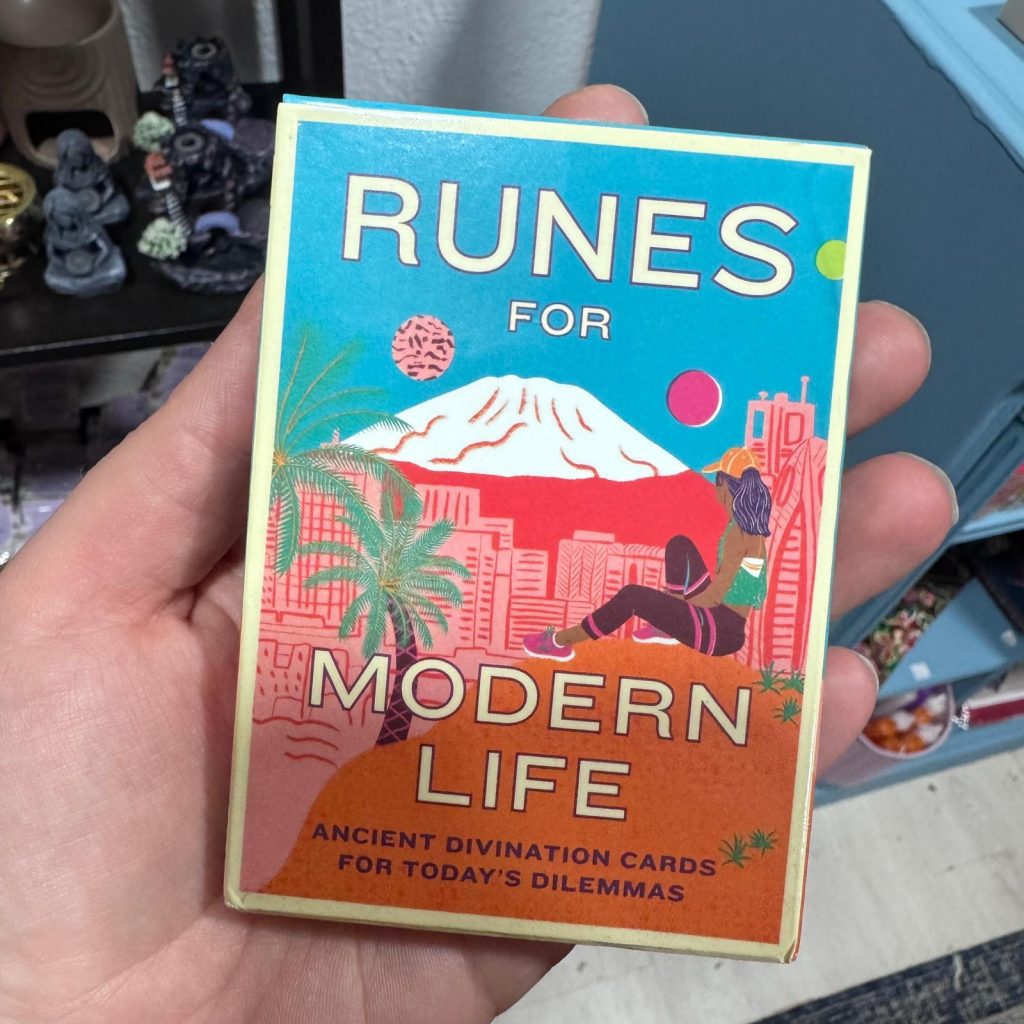 RUNES
FOR
MODERN
LIFE
ANCIENT DIVINATION CARDS
FOR TODAY'S DILEMMAS